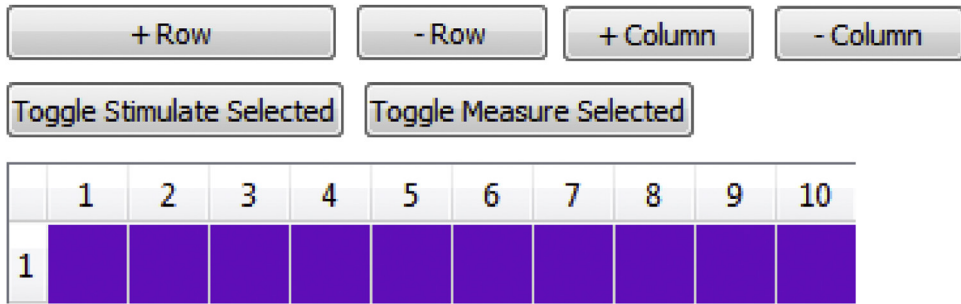 + Row - Row + Column - Column
Toggle Stimulate Selected Toggle Measure Selected
1 2 3 4 5 6 7 8 9 10
1